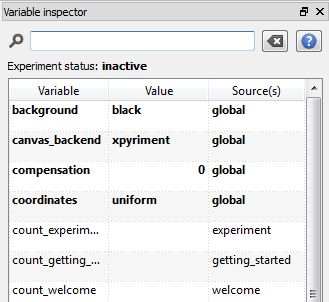 Variable inspector
Experiment status: inactive
Variable Value Source(s)
background black global
canvas_backend xpyriment global
compensation 0 global
coordinates uniform global
count_experim... experiment
count_getting_... getting_started
count_welcome welcome